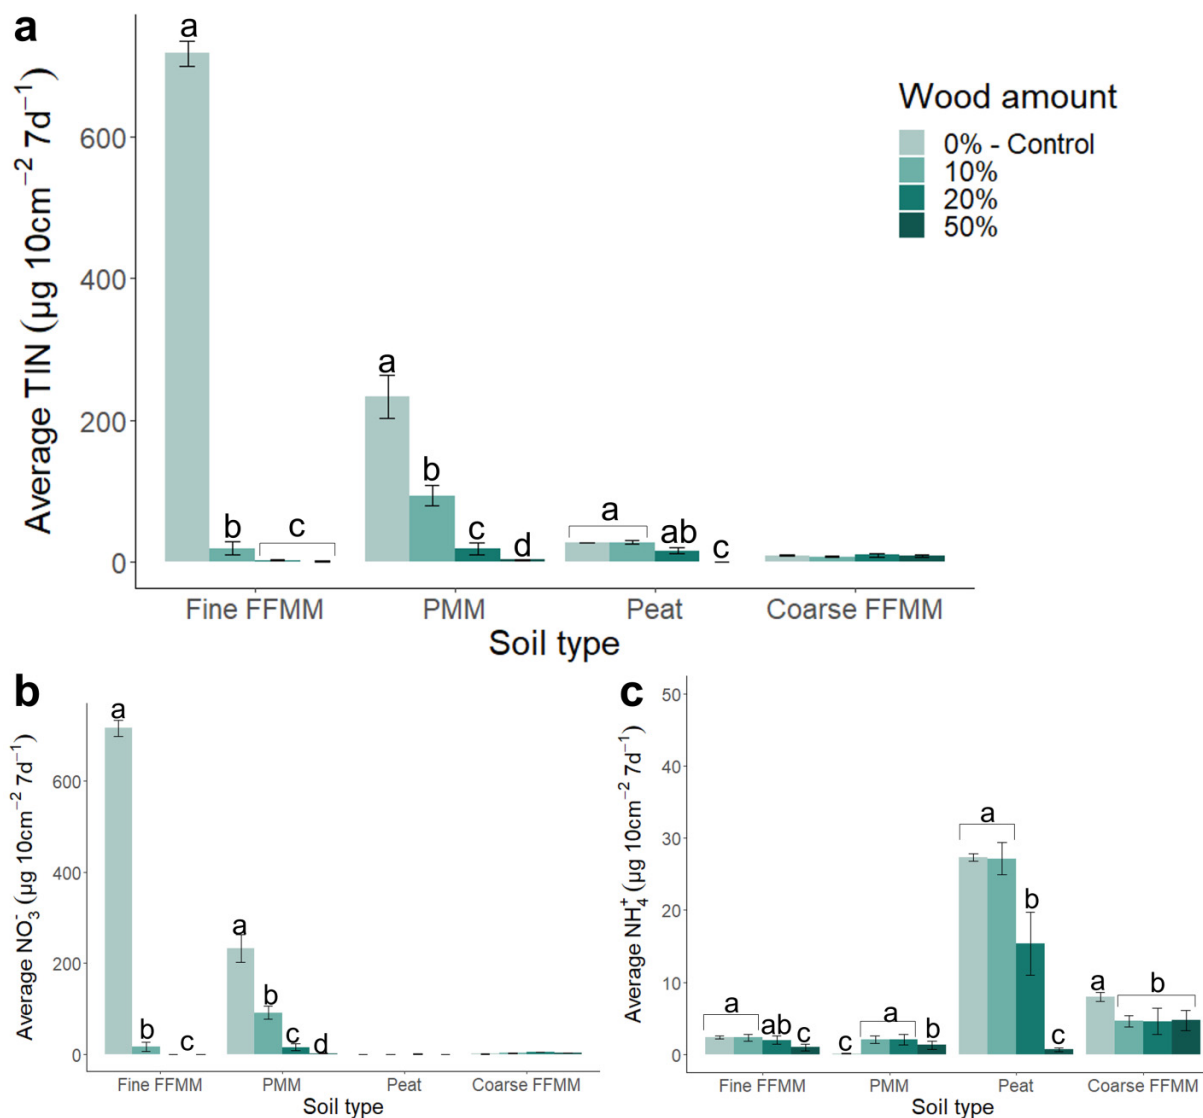 a
Average TIN (µg 10cm⁻² 7d⁻¹)
600
400
200
0
a
b
c
a
b
c
d
a
ab
c
Wood amount
0% - Control
10%
20%
50%
Fine FFMM
PMM
Peat
Coarse FFMM
Soil type
b
Average NO₃⁻ (µg 10cm⁻² 7d⁻¹)
600
400
200
0
a
b
c
a
b
c
d
Fine FFMM
PMM
Peat
Coarse FFMM
Soil type
c
Average NH₄⁺ (µg 10cm⁻² 7d⁻¹)
50
40
30
20
10
0
a
ab
c
c
a
b
a
b
c
a
b
Fine FFMM
PMM
Peat
Coarse FFMM
Soil type